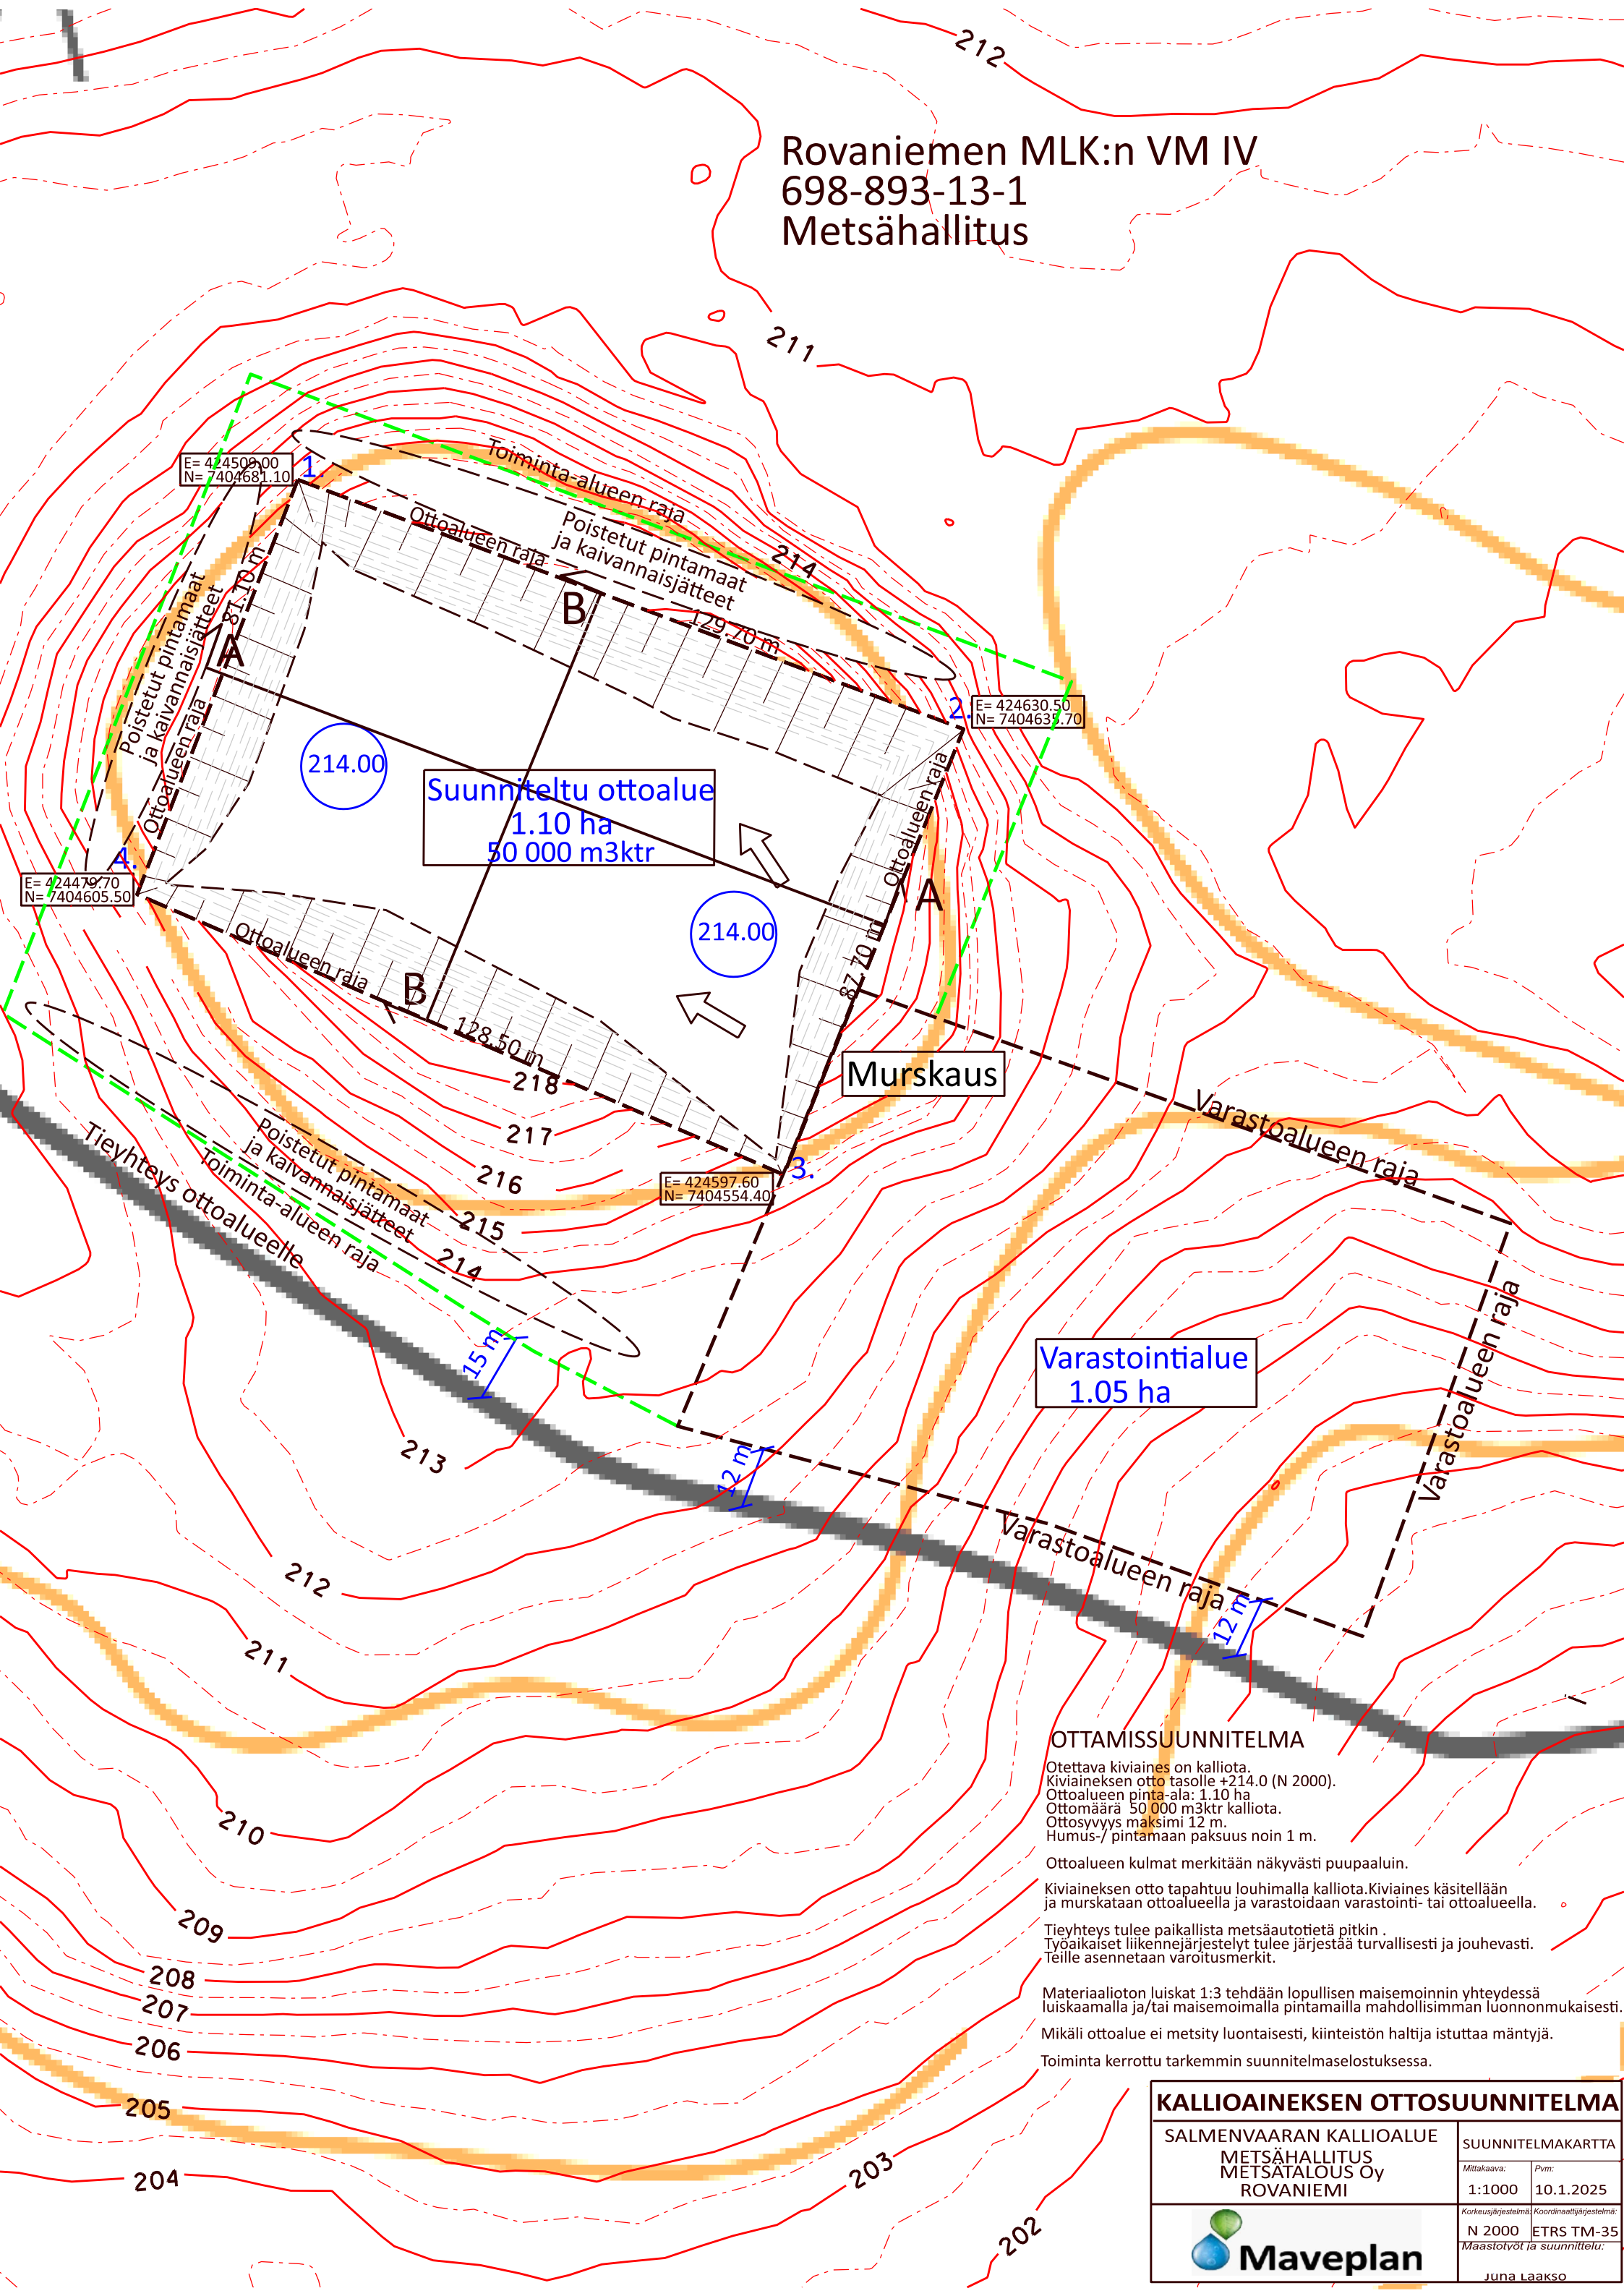 212
Rovaniemen MLK:n VM IV
698-893-13-1
Metsähallitus
211
E= 424509.00
N= 7404681.10
1.
Toiminta-alueen raja
Ottoalueen raja
Poistetut pintamaat
ja kaivannaisjätteet
214
129.70 m
B
81.10 m
A
Poistetut pintamaat
ja kaivannaisjätteet
Ottoalueen raja
2.
E= 424630.50
N= 7404635.70
214.00
Suunniteltu ottoalue
1.10 ha
50 000 m3ktr
Ottoalueen raja
A
4.
E= 424479.70
N= 7404605.50
214.00
87.70 m
Ottoalueen raja
B
128.50 m
218
Murskaus
Varastoalueen raja
217
216
3.
E= 424597.60
N= 7404554.40
215
214
Tieyhteys ottoalueelle
Poistetut pintamaat
ja kaivannaisjätteet
Toiminta-alueen raja
15 m
Varastointialue
1.05 ha
Varastoalueen raja
213
12 m
Varastoalueen raja
12 m
212
211
210
209
208
207
206
205
204
203
202
OTTAMISSUUNNITELMA
Otettava kiviaines on kalliota.
Kiviaineksen otto tasolle +214.0 (N 2000).
Ottoalueen pinta-ala: 1.10 ha
Ottomäärä 50 000 m3ktr kalliota.
Ottosyvyys maksimi 12 m.
Humus-/ pintamaan paksuus noin 1 m.
Ottoalueen kulmat merkitään näkyvästi puupaaluin.
Kiviaineksen otto tapahtuu louhimalla kalliota.Kiviaines käsitellään
ja murskataan ottoalueella ja varastoidaan varastointi- tai ottoalueella.
Tieyhteys tulee paikallista metsäautotietä pitkin .
Työaikaiset liikennejärjestelyt tulee järjestää turvallisesti ja jouhevasti.
Teille asennetaan varoitusmerkit.
Materiaalioton luiskat 1:3 tehdään lopullisen maisemoinnin yhteydessä
luiskaamalla ja/tai maisemoimalla pintamailla mahdollisimman luonnonmukaisesti.
Mikäli ottoalue ei metsity luontaisesti, kiinteistön haltija istuttaa mäntyjä.
Toiminta kerrottu tarkemmin suunnitelmaselostuksessa.
KALLIOAINEKSEN OTTOSUUNNITELMA
SALMENVAARAN KALLIOALUE
METSÄHALLITUS
METSÄTALOUS Oy
ROVANIEMI
SUUNNITELMAKARTTA
Mittakaava:
Pvm:
1:1000
10.1.2025
Korkeusjärjestelmä:
Koordinaattijärjestelmä:
N 2000
ETRS TM-35
Maastotyöt ja suunnittelu:
Juha Laakso
Maveplan